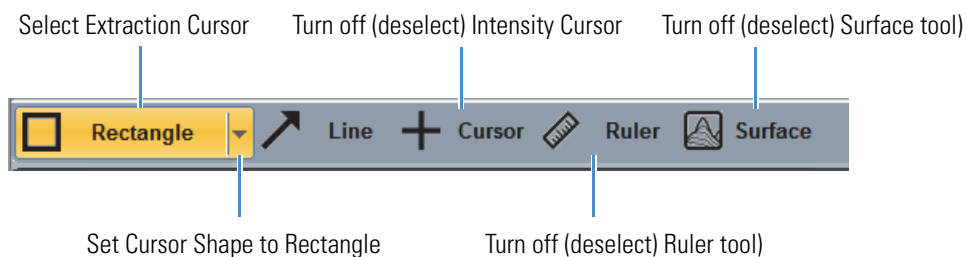 Select Extraction Cursor Turn off (deselect) Intensity Cursor Turn off (deselect) Surface tool)
Rectangle Line Cursor Ruler Surface
Set Cursor Shape to Rectangle Turn off (deselect) Ruler tool)